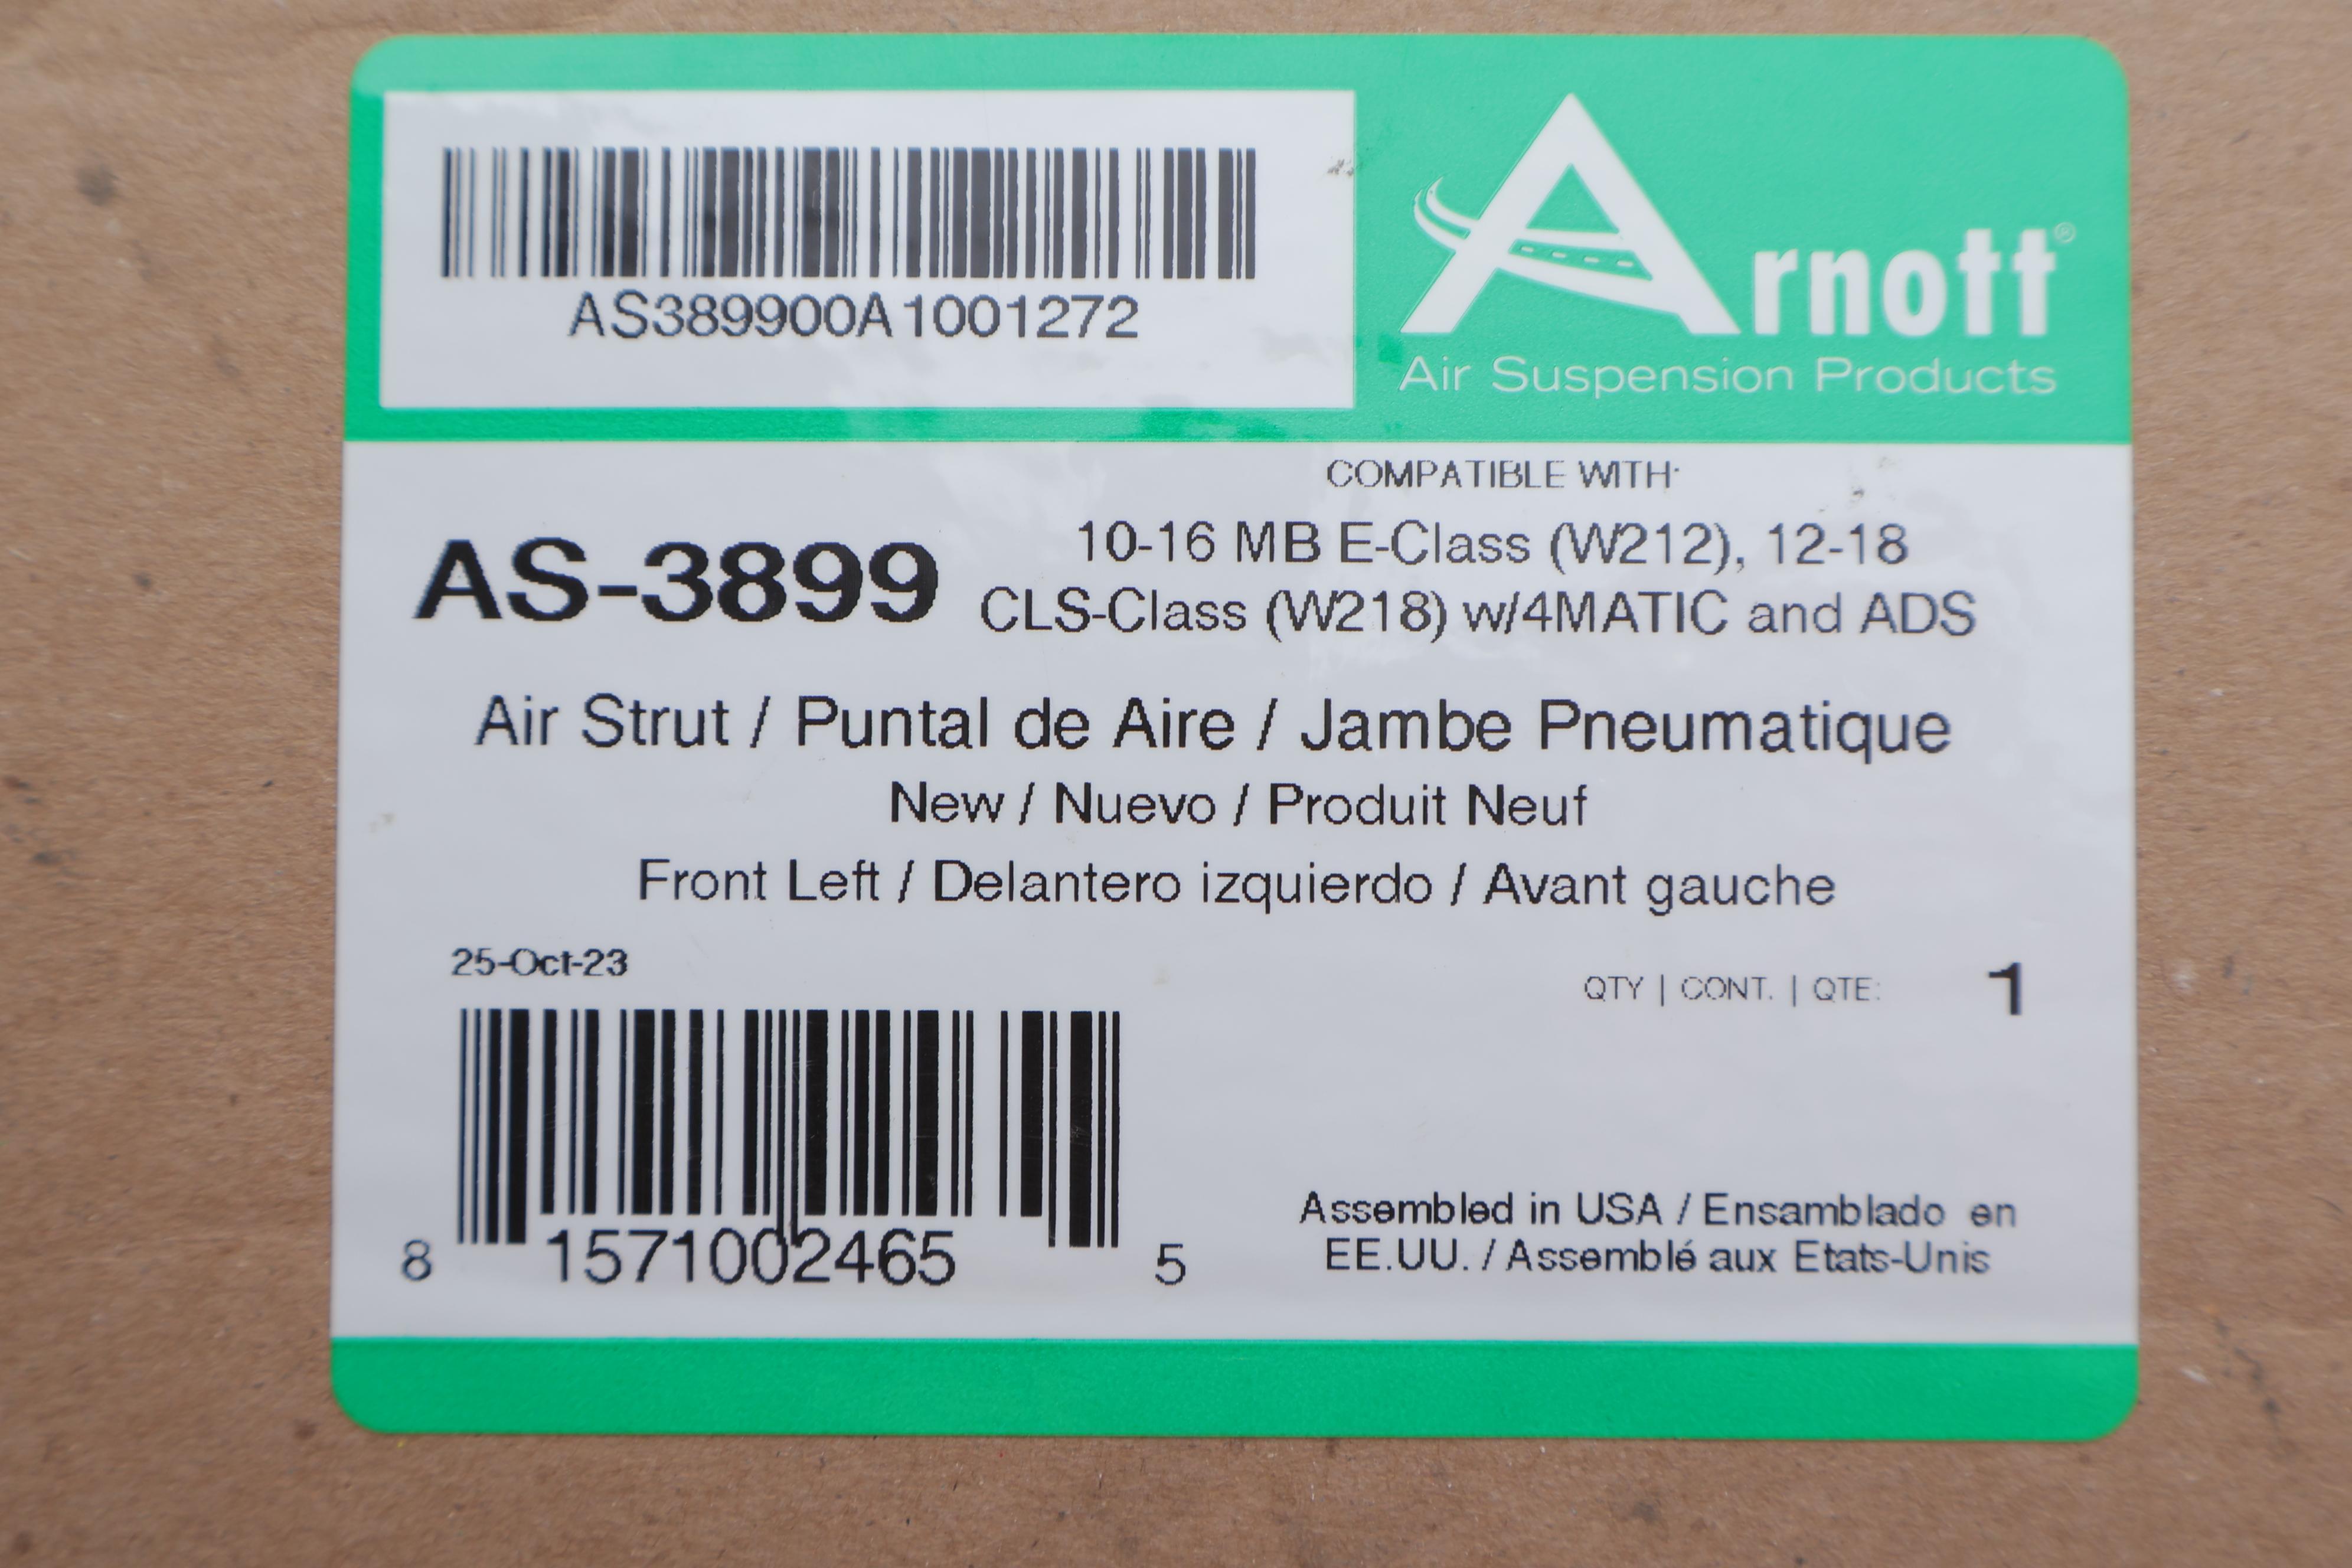 AS389900A1001272
Arnott®
Air Suspension Products
COMPATIBLE WITH:
AS-3899
10-16 MB E-Class (W212), 12-18
CLS-Class (W218) w/4MATIC and ADS
Air Strut / Puntal de Aire / Jambe Pneumatique
New / Nuevo / Produit Neuf
Front Left / Delantero izquierdo / Avant gauche
25-Oct-23
QTY | CONT. | QTE: 1
8 1571002465 5
Assembled in USA / Ensamblado en
EE.UU. / Assemblé aux Etats-Unis